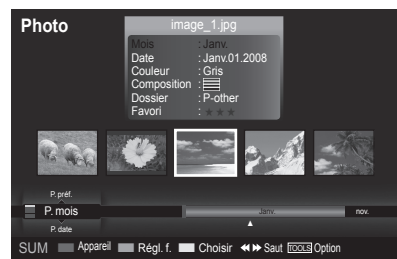 Photo
image_1.jpg
Mois : Janv.
Date : Janv.01.2008
Couleur : Gris
Composition :
Dossier : P-other
Favori : ★★★
P. préf.
P. mois
Janv.
nov.
P. date
SUM Appareil Régl. f. Choisir ◀◀ ▶▶ Saut TOOLS Option